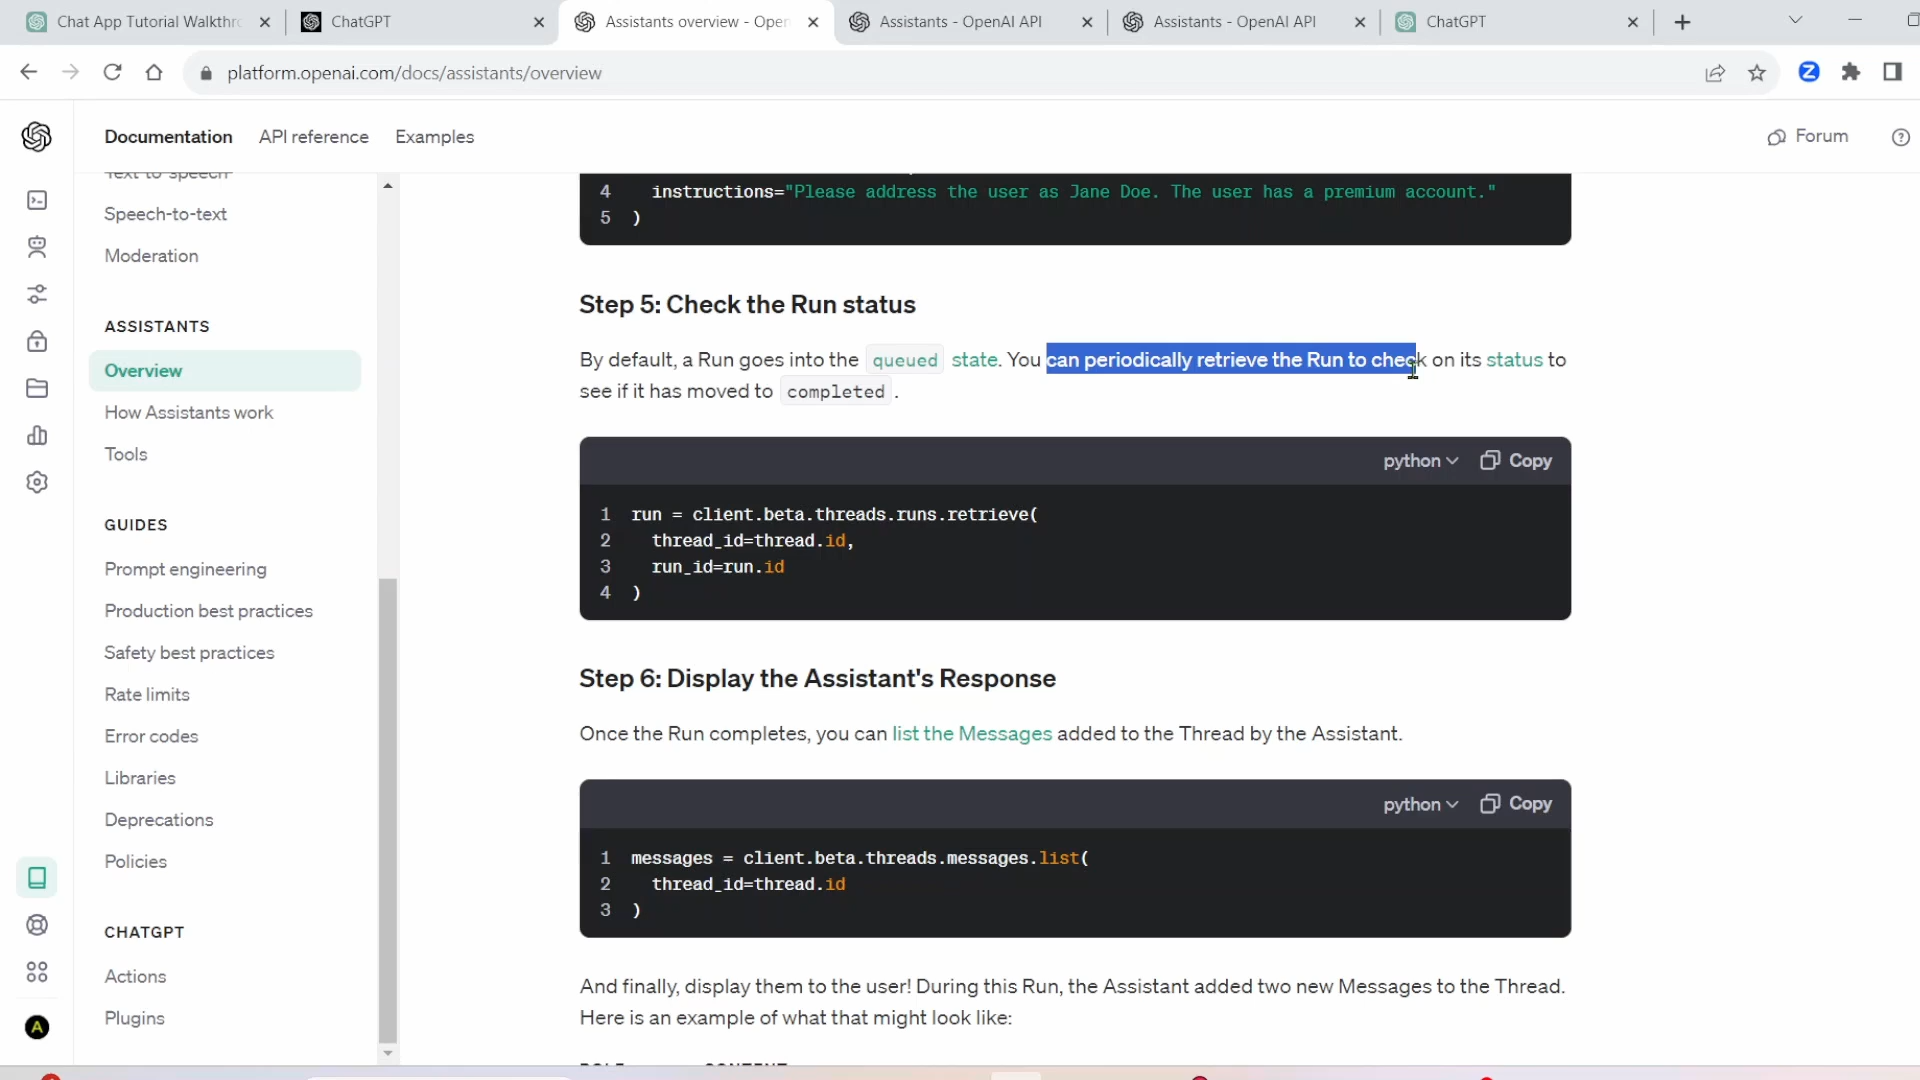 Chat App Tutorial Walkthro
ChatGPT
Assistants overview - Open
Assistants - OpenAI API
Assistants - OpenAI API
ChatGPT
platform.openai.com/docs/assistants/overview
Z
Documentation
API reference
Examples
Forum
Text-to-speech
Speech-to-text
Moderation
ASSISTANTS
Overview
How Assistants work
Tools
GUIDES
Prompt engineering
Production best practices
Safety best practices
Rate limits
Error codes
Libraries
Deprecations
Policies
CHATGPT
Actions
Plugins
A
4 instructions="Please address the user as Jane Doe. The user has a premium account."
5 )
Step 5: Check the Run status
By default, a Run goes into the queued state. You can periodically retrieve the Run to check on its status to
see if it has moved to completed .
python Copy
1 run = client.beta.threads.runs.retrieve(
2 thread_id=thread.id,
3 run_id=run.id
4 )
Step 6: Display the Assistant's Response
Once the Run completes, you can list the Messages added to the Thread by the Assistant.
python Copy
1 messages = client.beta.threads.messages.list(
2 thread_id=thread.id
3 )
And finally, display them to the user! During this Run, the Assistant added two new Messages to the Thread.
Here is an example of what that might look like: